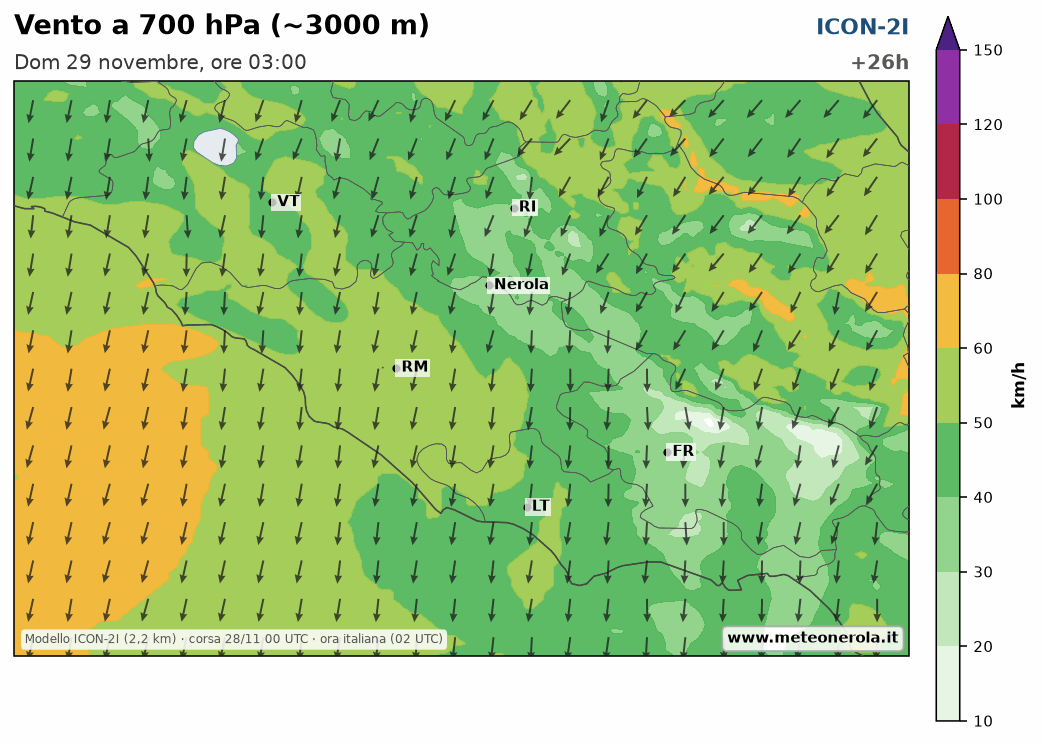 Vento a 700 hPa (~3000 m)
ICON-2I
Dom 29 novembre, ore 03:00
+26h
VT
RI
Nerola
RM
FR
LT
Modello ICON-2I (2,2 km) · corsa 28/11 00 UTC · ora italiana (02 UTC)
www.meteonerola.it
150
120
100
80
60
50
40
30
20
10
km/h